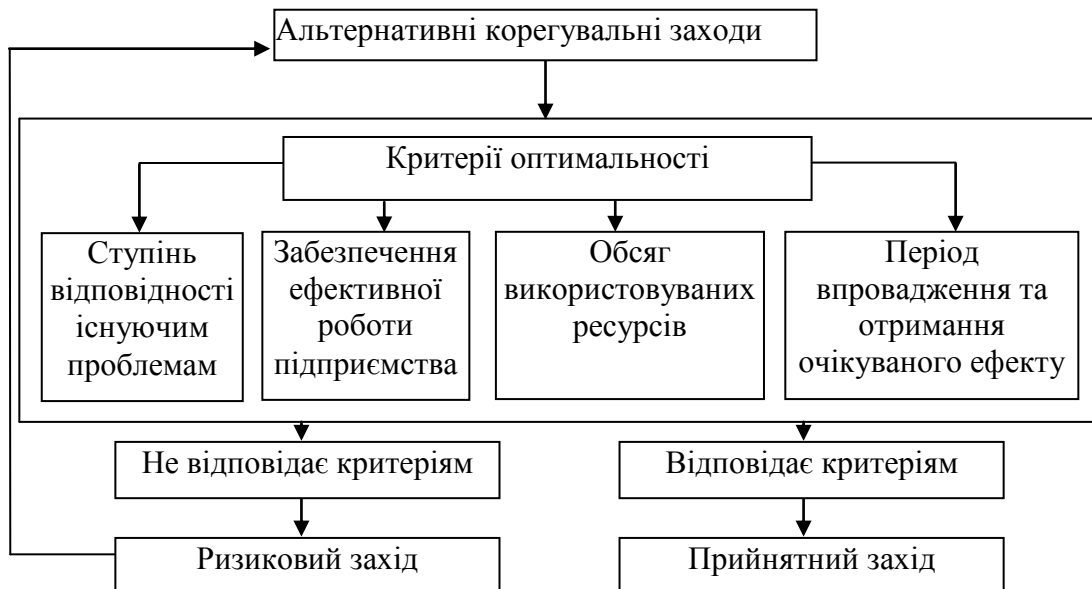 Альтернативні корегувальні заходи
Критерії оптимальності
Ступінь
відповідності
існуючим
проблемам
Забезпечення
ефективної
роботи
підприємства
Обсяг
використовуваних
ресурсів
Період
впровадження та
отримання
очікуваного ефекту
Не відповідає критеріям
Відповідає критеріям
Ризиковий захід
Прийнятний захід